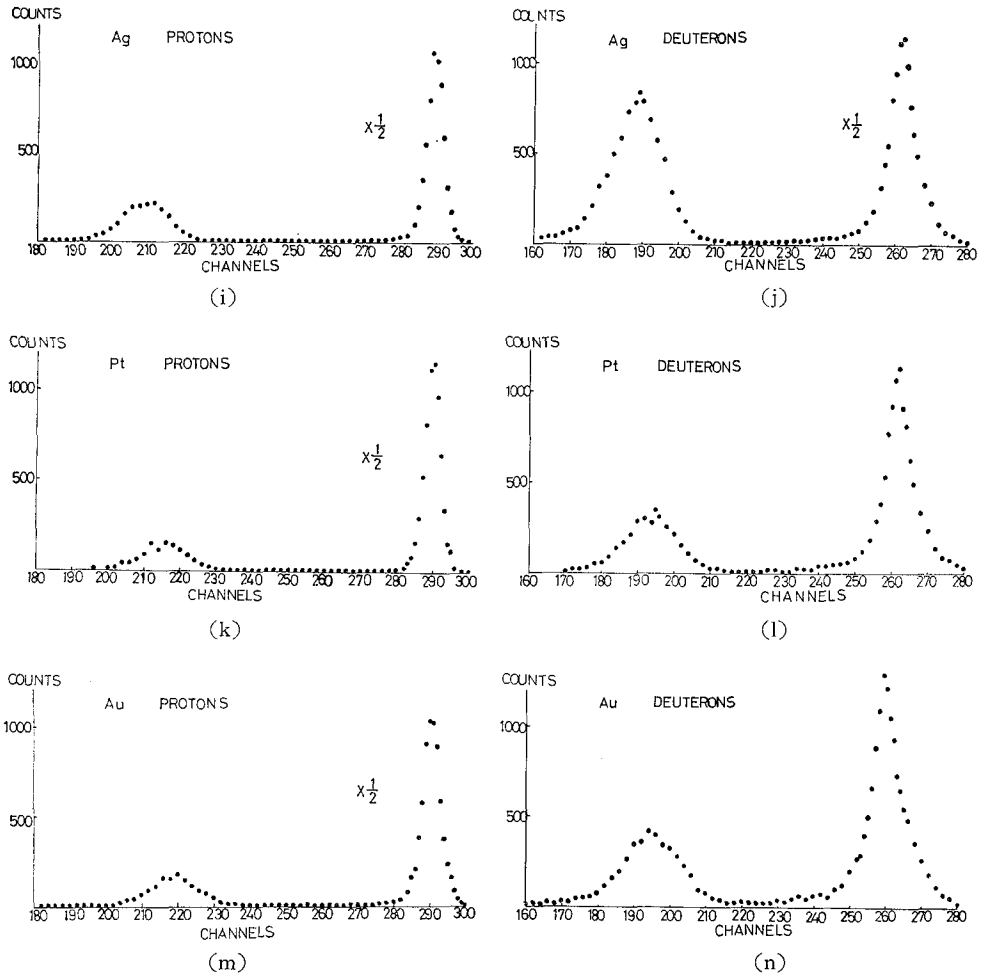 COUNTS
Ag PROTONS
1000
500
X 1/2
180 190 200 210 220 230 240 250 260 270 280 290 300
CHANNELS
(i)
COUNTS
Ag DEUTERONS
1000
500
X 1/2
160 170 180 190 200 210 220 230 240 250 260 270 280
CHANNELS
(j)
COUNTS
Pt PROTONS
1000
500
X 1/2
180 190 200 210 220 230 240 250 260 270 280 290 300
CHANNELS
(k)
COUNTS
Pt DEUTERONS
1000
500
160 170 180 190 200 210 220 230 240 250 260 270 280
CHANNELS
(l)
COUNTS
Au PROTONS
1000
500
X 1/2
180 190 200 210 220 230 240 250 260 270 280 290 300
CHANNELS
(m)
COUNTS
Au DEUTERONS
1000
500
160 170 180 190 200 210 220 230 240 250 260 270 280
CHANNELS
(n)